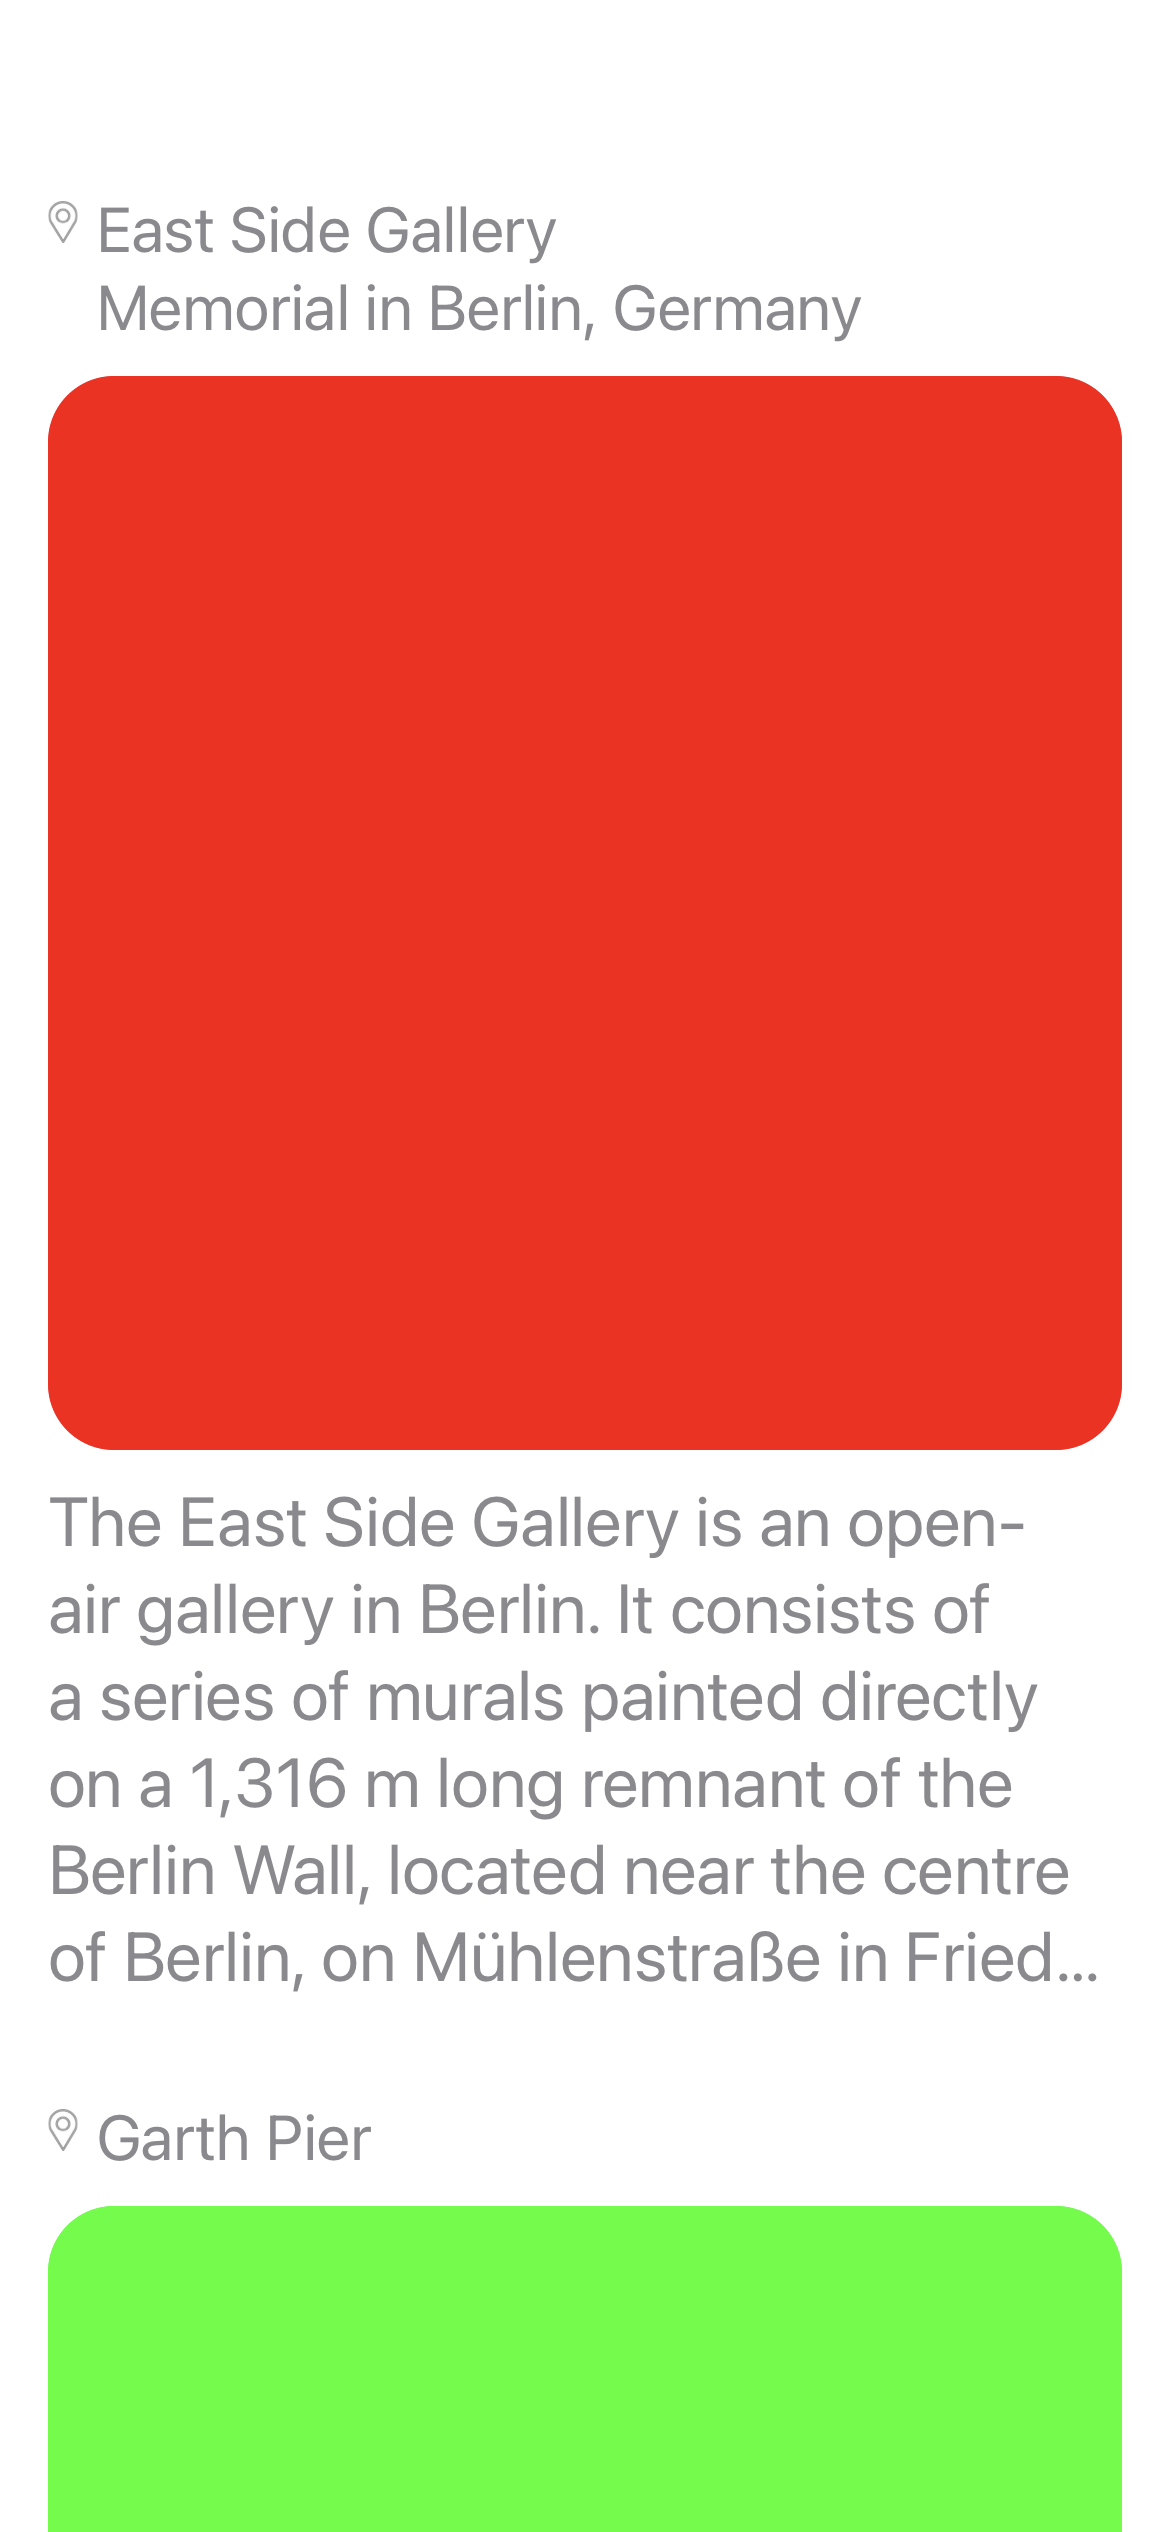 East Side Gallery
Memorial in Berlin, Germany
The East Side Gallery is an open-
air gallery in Berlin. It consists of
a series of murals painted directly
on a 1,316 m long remnant of the
Berlin Wall, located near the centre
of Berlin, on Mühlenstraße in Fried…
Garth Pier